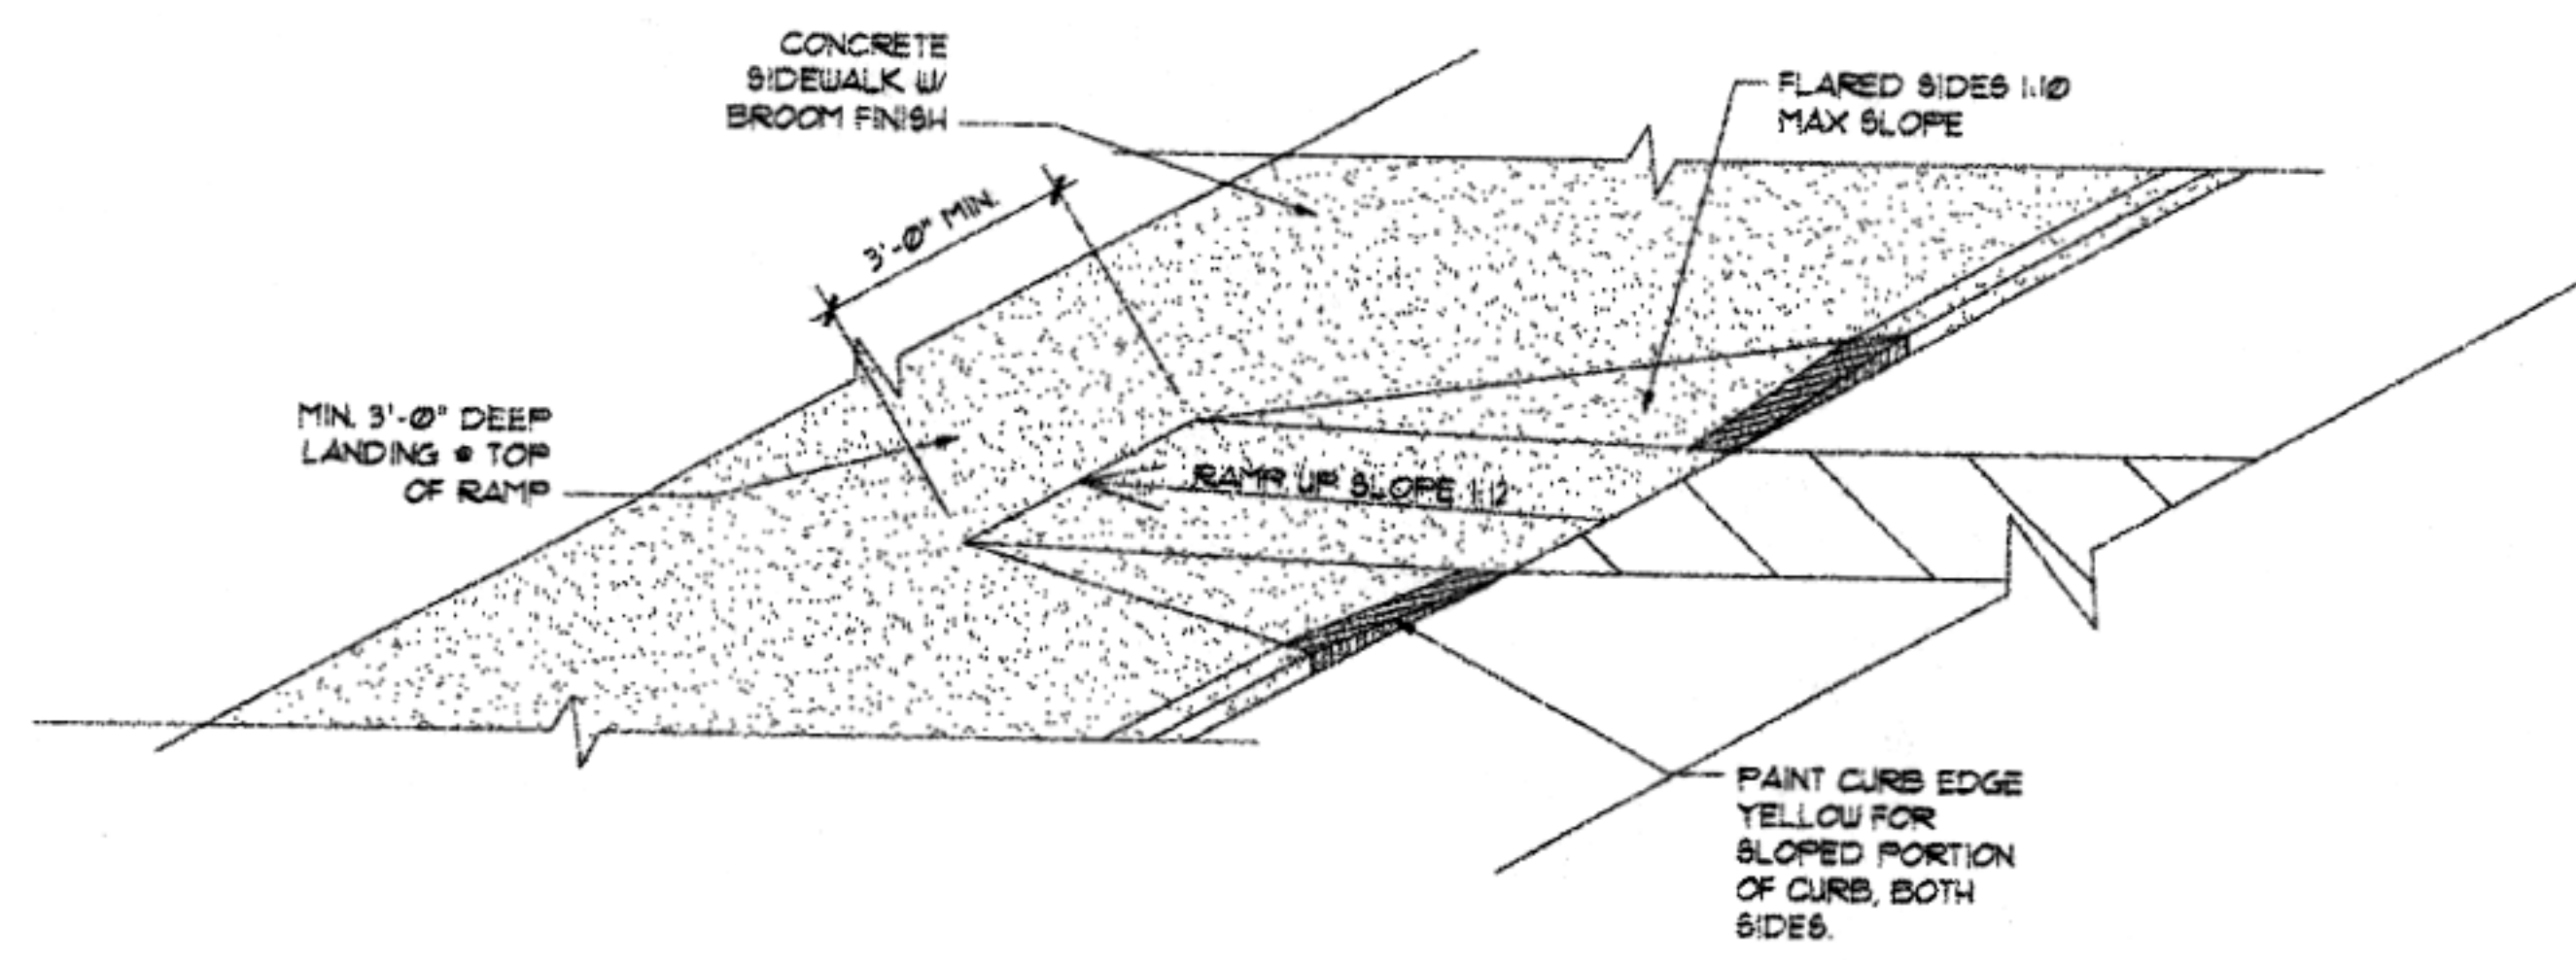 CONCRETE
SIDEWALK W/
BROOM FINISH
FLARED SIDES 1:10
MAX SLOPE
3'-0" MIN.
MIN. 3'-0" DEEP
LANDING @ TOP
OF RAMP
RAMP UP SLOPE 1:12
PAINT CURB EDGE
YELLOW FOR
SLOPED PORTION
OF CURB, BOTH
SIDES.